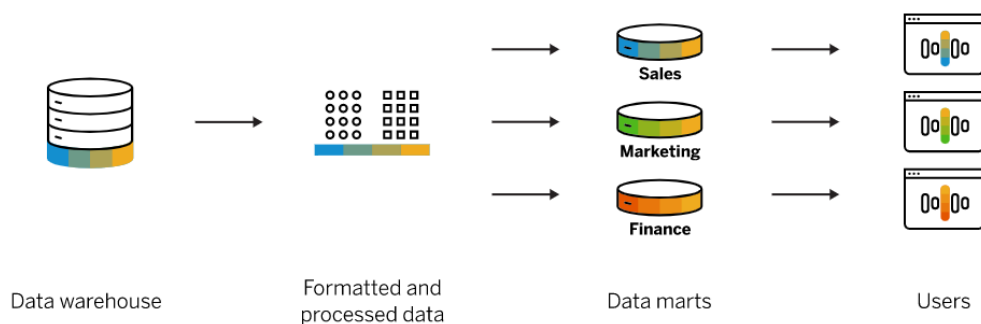 Sales
Marketing
Finance
Data warehouse
Formatted and
processed data
Data marts
Users